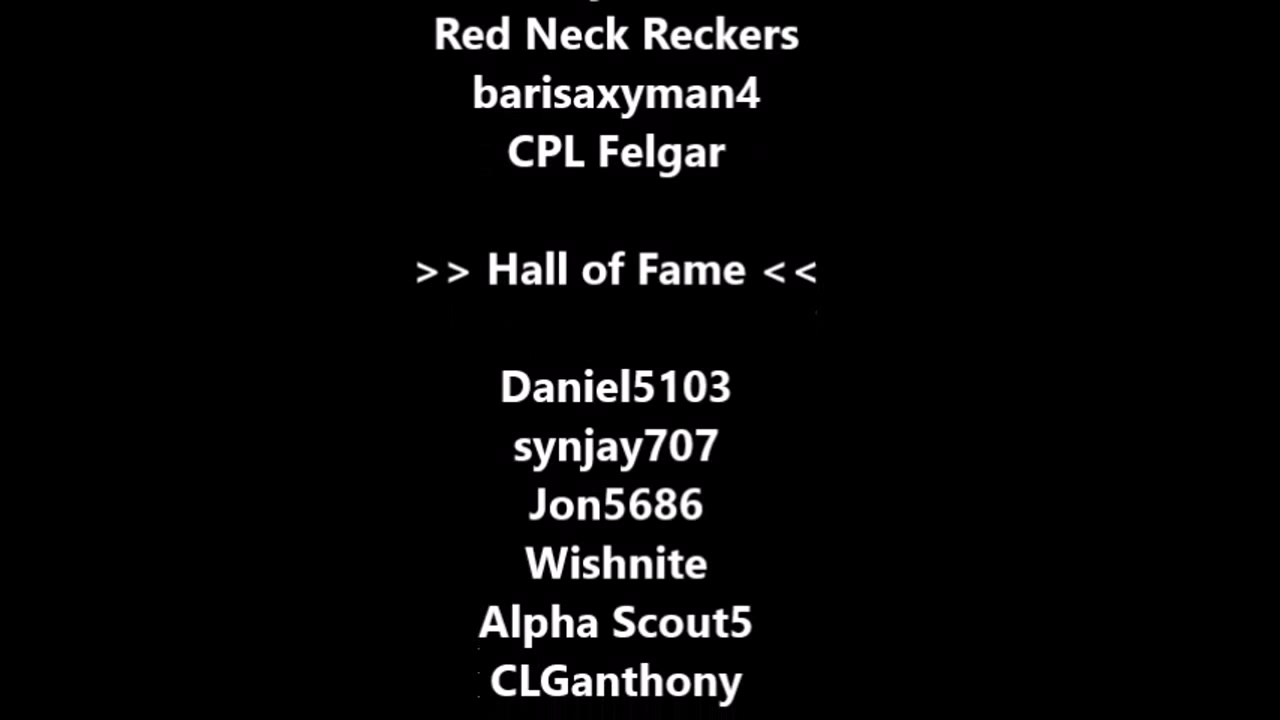 Red Neck Reckers
barisaxyman4
CPL Felgar
>> Hall of Fame <<
Daniel5103
synjay707
Jon5686
Wishnite
Alpha Scout5
CLGanthony